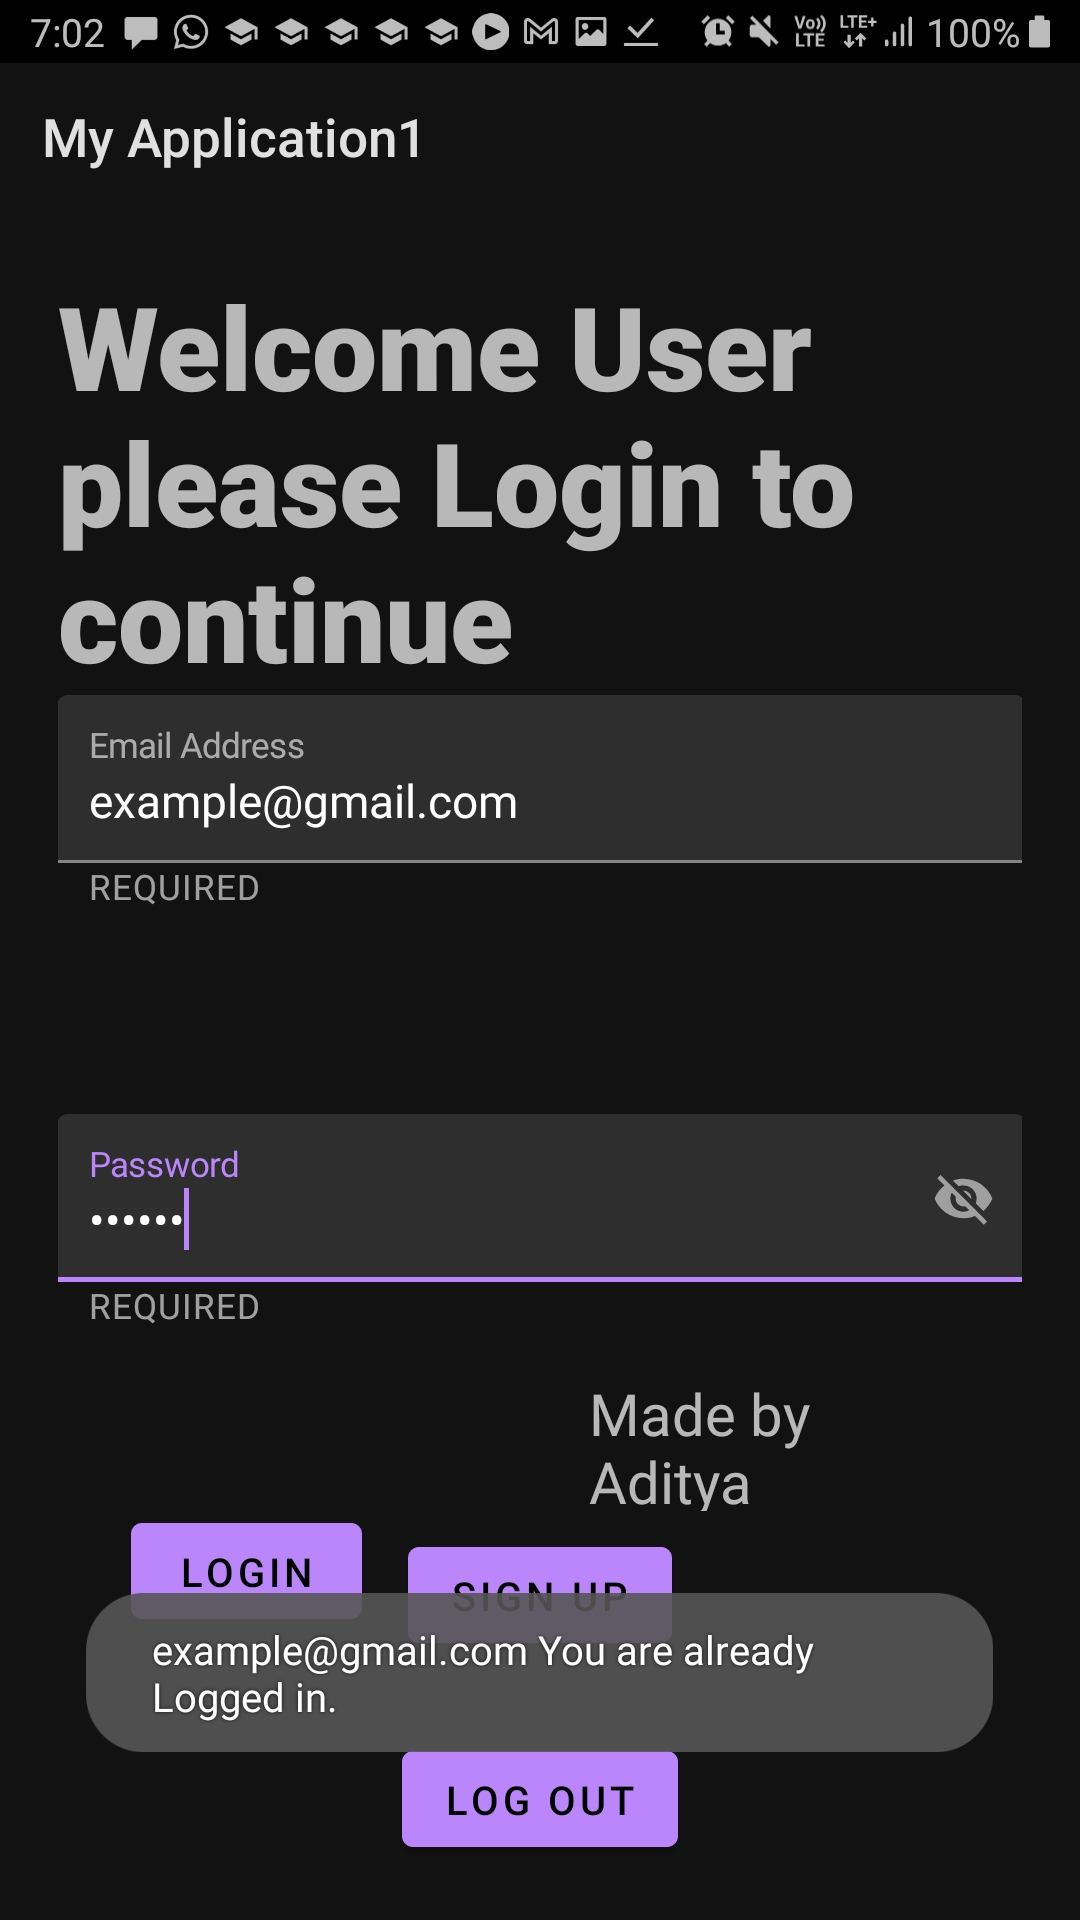 7:02
Vo)) LTE
LTE+
100%
My Application1
Welcome User
please Login to
continue
Email Address
example@gmail.com
REQUIRED
Password
••••••
REQUIRED
Made by
Aditya
LOGIN
SIGN UP
example@gmail.com You are already
Logged in.
LOG OUT